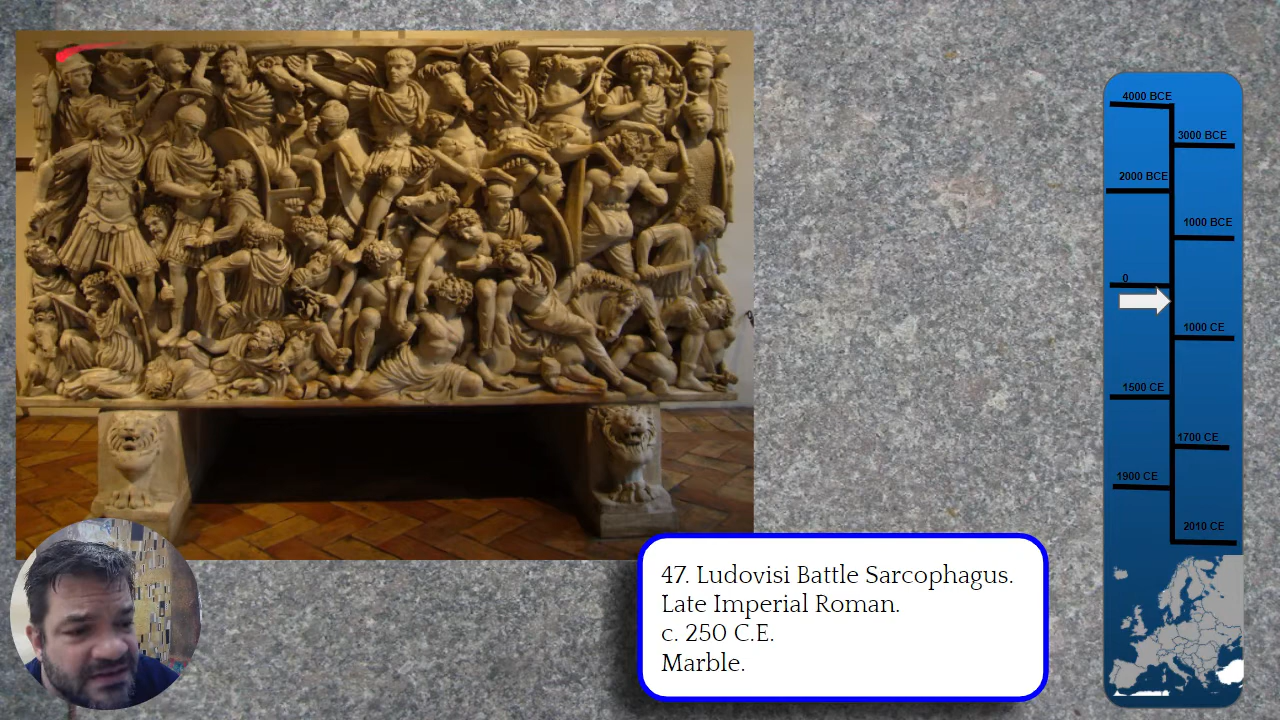 47. Ludovisi Battle Sarcophagus.
Late Imperial Roman.
c. 250 C.E.
Marble.
4000 BCE
3000 BCE
2000 BCE
1000 BCE
0
1000 CE
1500 CE
1700 CE
1900 CE
2010 CE